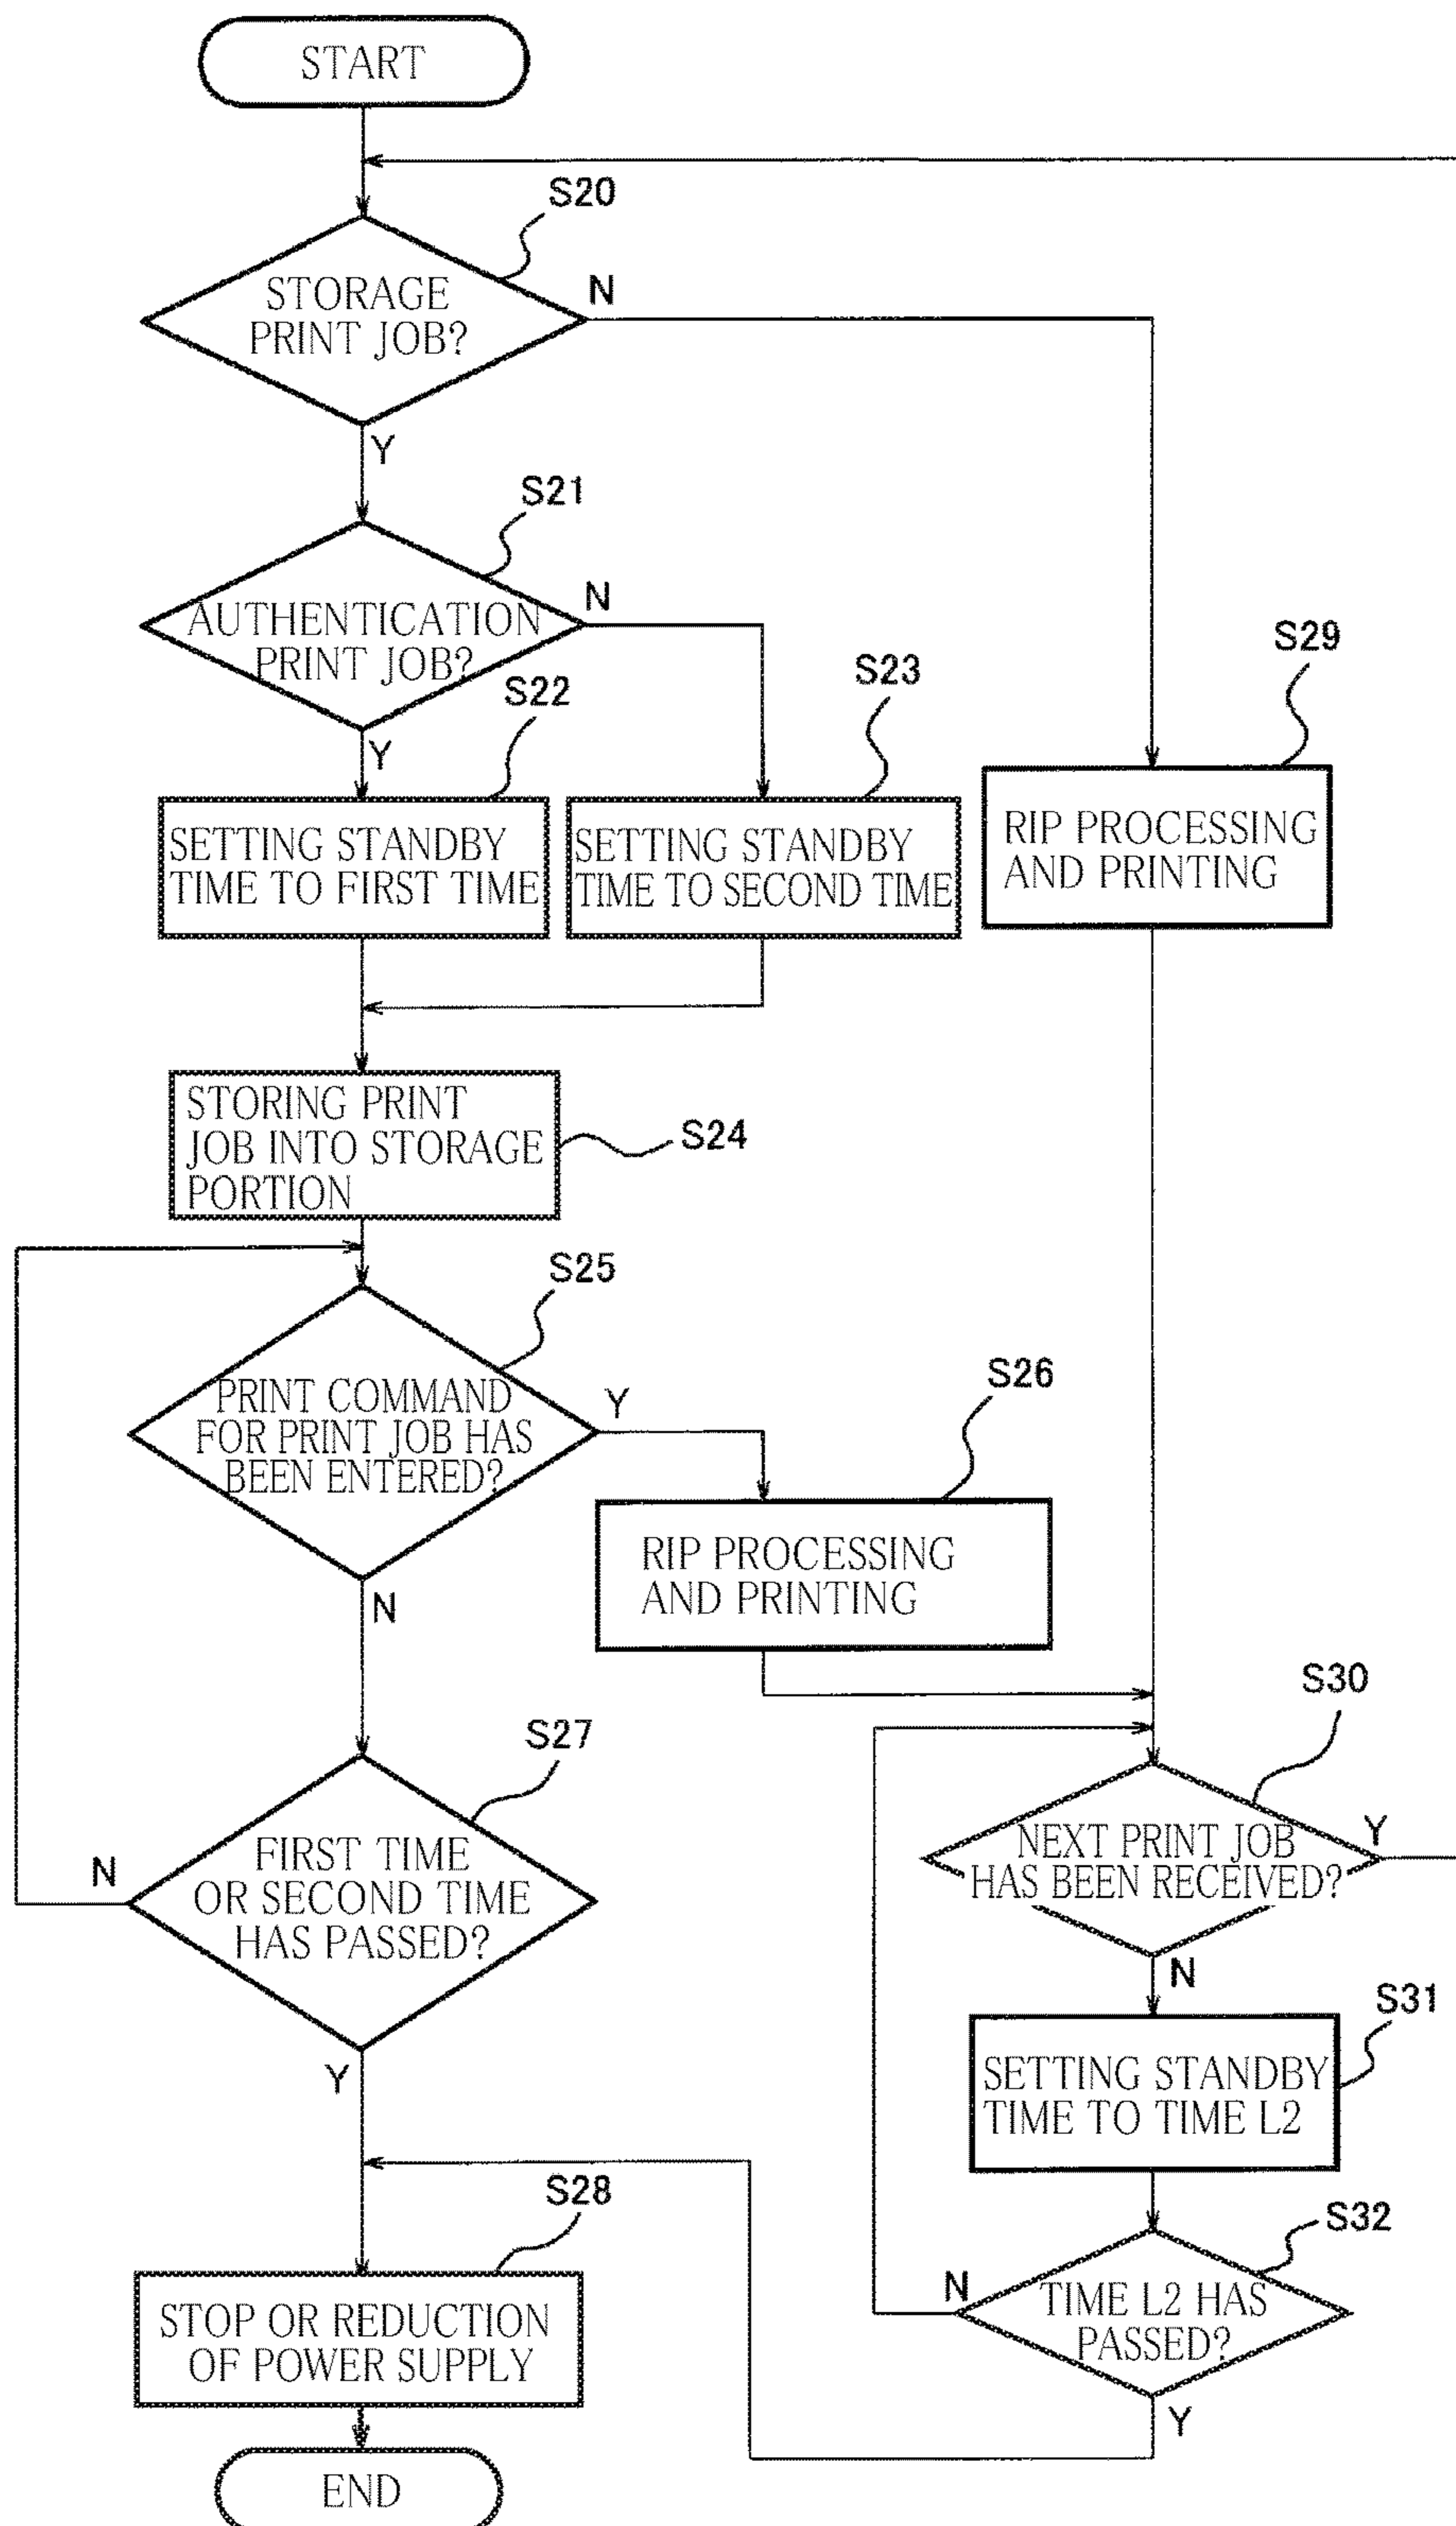 START
S20
STORAGE
PRINT JOB?
N
Y
S21
AUTHENTICATION
PRINT JOB?
N
Y
S22
SETTING STANDBY
TIME TO FIRST TIME
S23
SETTING STANDBY
TIME TO SECOND TIME
S29
RIP PROCESSING
AND PRINTING
STORING PRINT
JOB INTO STORAGE
PORTION
S24
S25
PRINT COMMAND
FOR PRINT JOB HAS
BEEN ENTERED?
Y
N
S26
RIP PROCESSING
AND PRINTING
S27
FIRST TIME
OR SECOND TIME
HAS PASSED?
N
Y
S30
NEXT PRINT JOB
HAS BEEN RECEIVED?
Y
N
S31
SETTING STANDBY
TIME TO TIME L2
S32
TIME L2 HAS
PASSED?
N
Y
S28
STOP OR REDUCTION
OF POWER SUPPLY
END